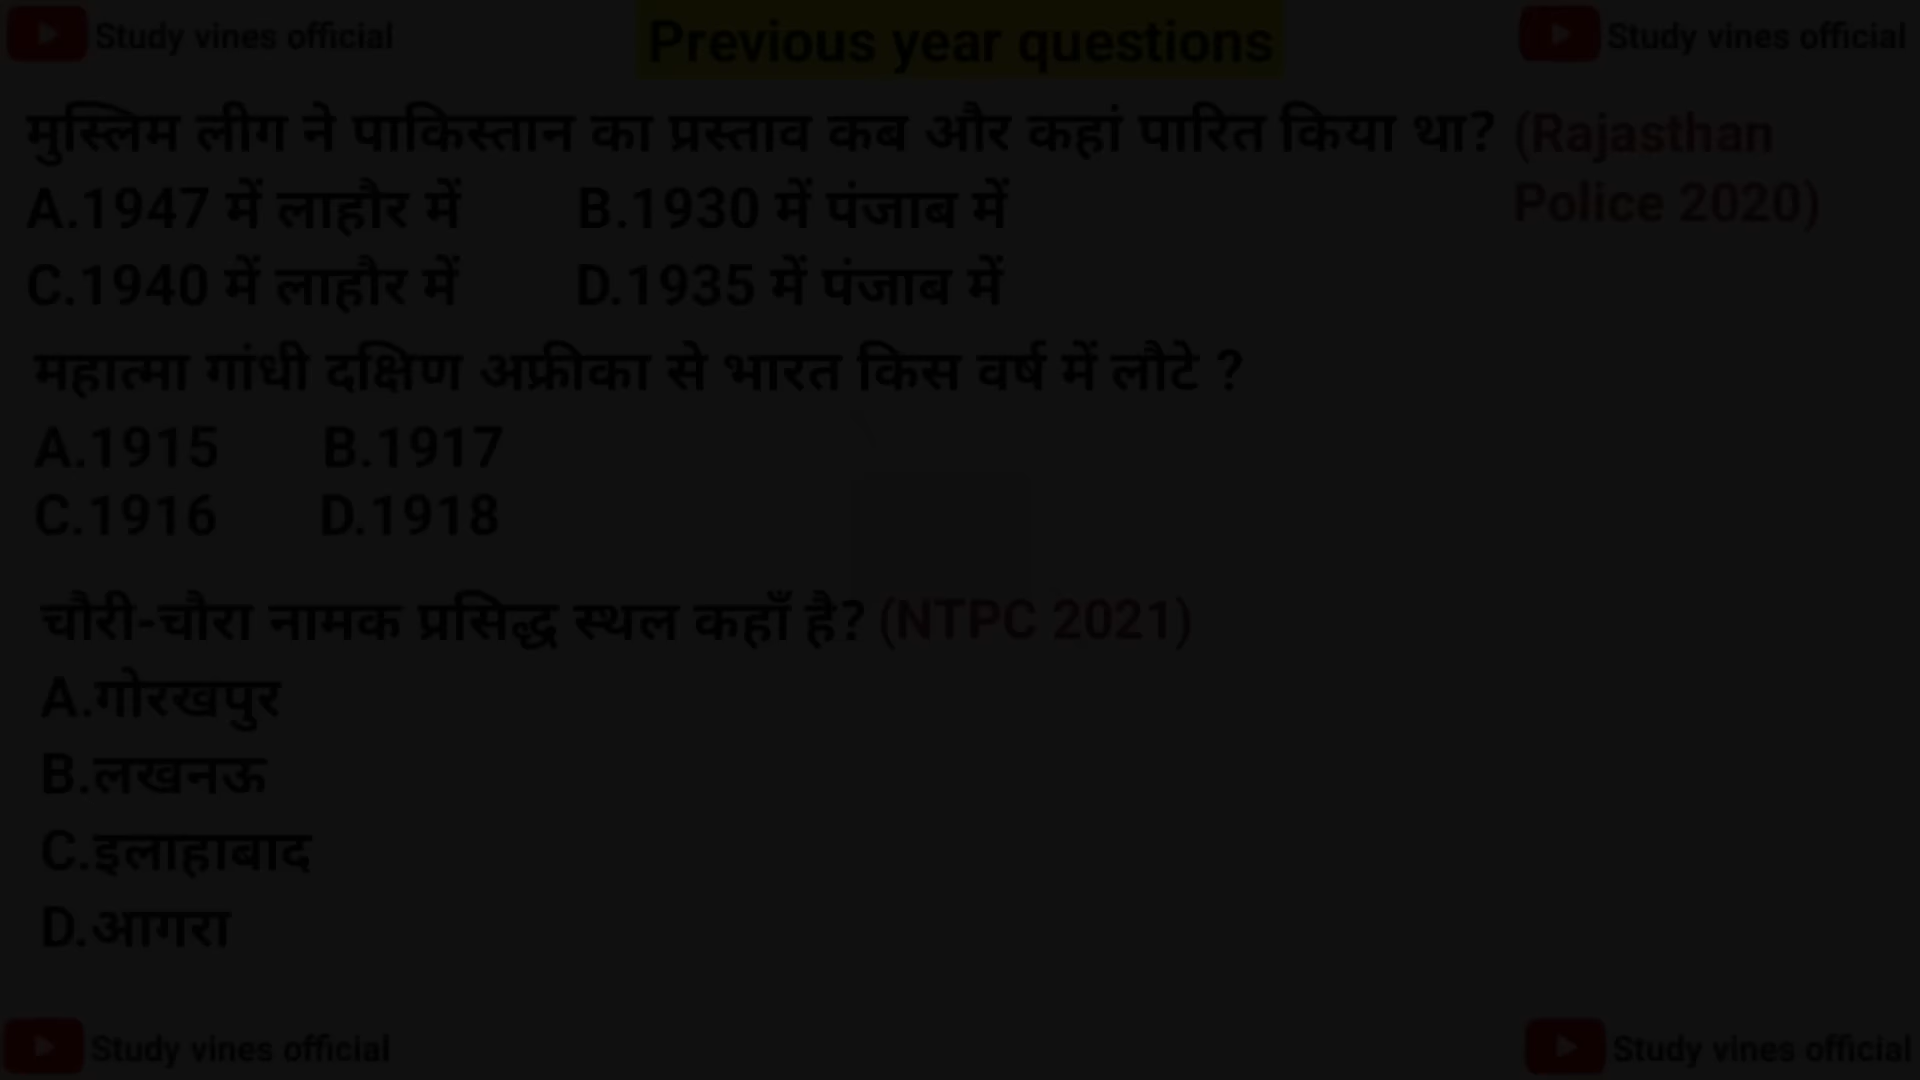 Study vines official
Previous year questions
Study vines official
मुस्लिम लीग ने पाकिस्तान का प्रस्ताव कब और कहां पारित किया था? (Rajasthan
Police 2020)
A.1947 में लाहौर में B.1930 में पंजाब में
C.1940 में लाहौर में D.1935 में पंजाब में
महात्मा गांधी दक्षिण अफ्रीका से भारत किस वर्ष में लौटे ?
A.1915 B.1917
C.1916 D.1918
चौरी-चौरा नामक प्रसिद्ध स्थल कहाँ है? (NTPC 2021)
A.गोरखपुर
B.लखनऊ
C.इलाहाबाद
D.आगरा
Study vines official
Study vines official